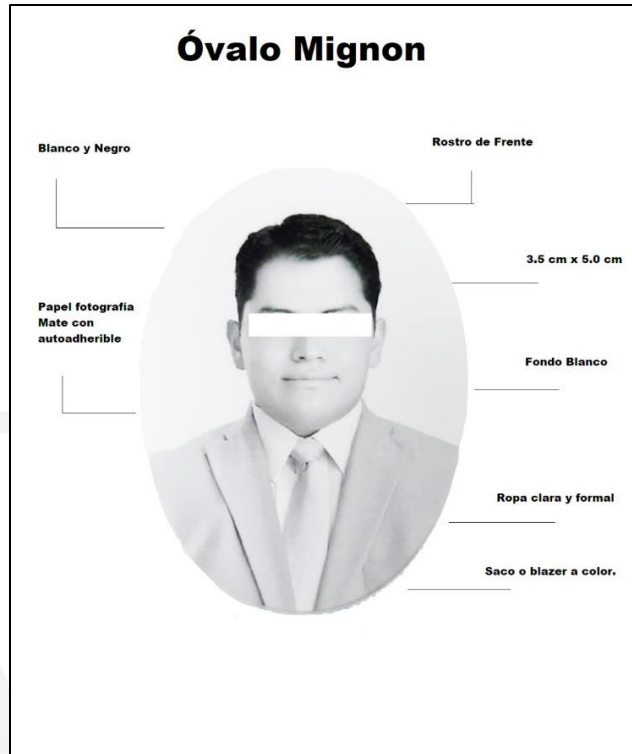 Óvalo Mignon
Blanco y Negro
Rostro de Frente
3.5 cm x 5.0 cm
Papel fotografía
Mate con
autoadherible
Fondo Blanco
Ropa clara y formal
Saco o blazer a color.